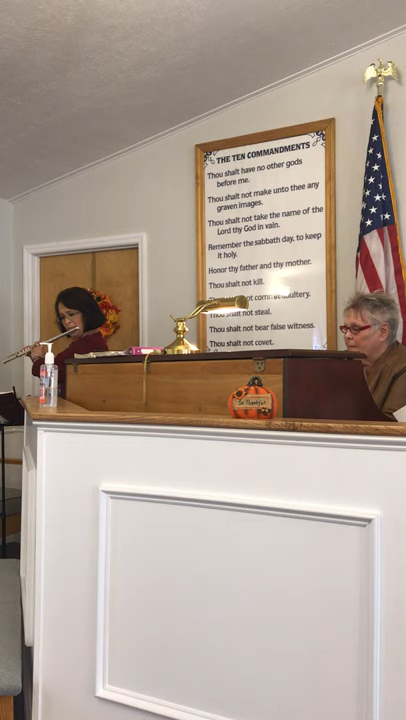 THE TEN COMMANDMENTS
Thou shalt have no other gods
before me.
Thou shalt not make unto thee any
graven images.
Thou shalt not take the name of the
Lord thy God in vain.
Remember the sabbath day, to keep
it holy.
Honor thy father and thy mother.
Thou shalt not kill.
Thou shalt not commit adultery.
Thou shalt not steal.
Thou shalt not bear false witness.
Thou shalt not covet.
Be Thankful